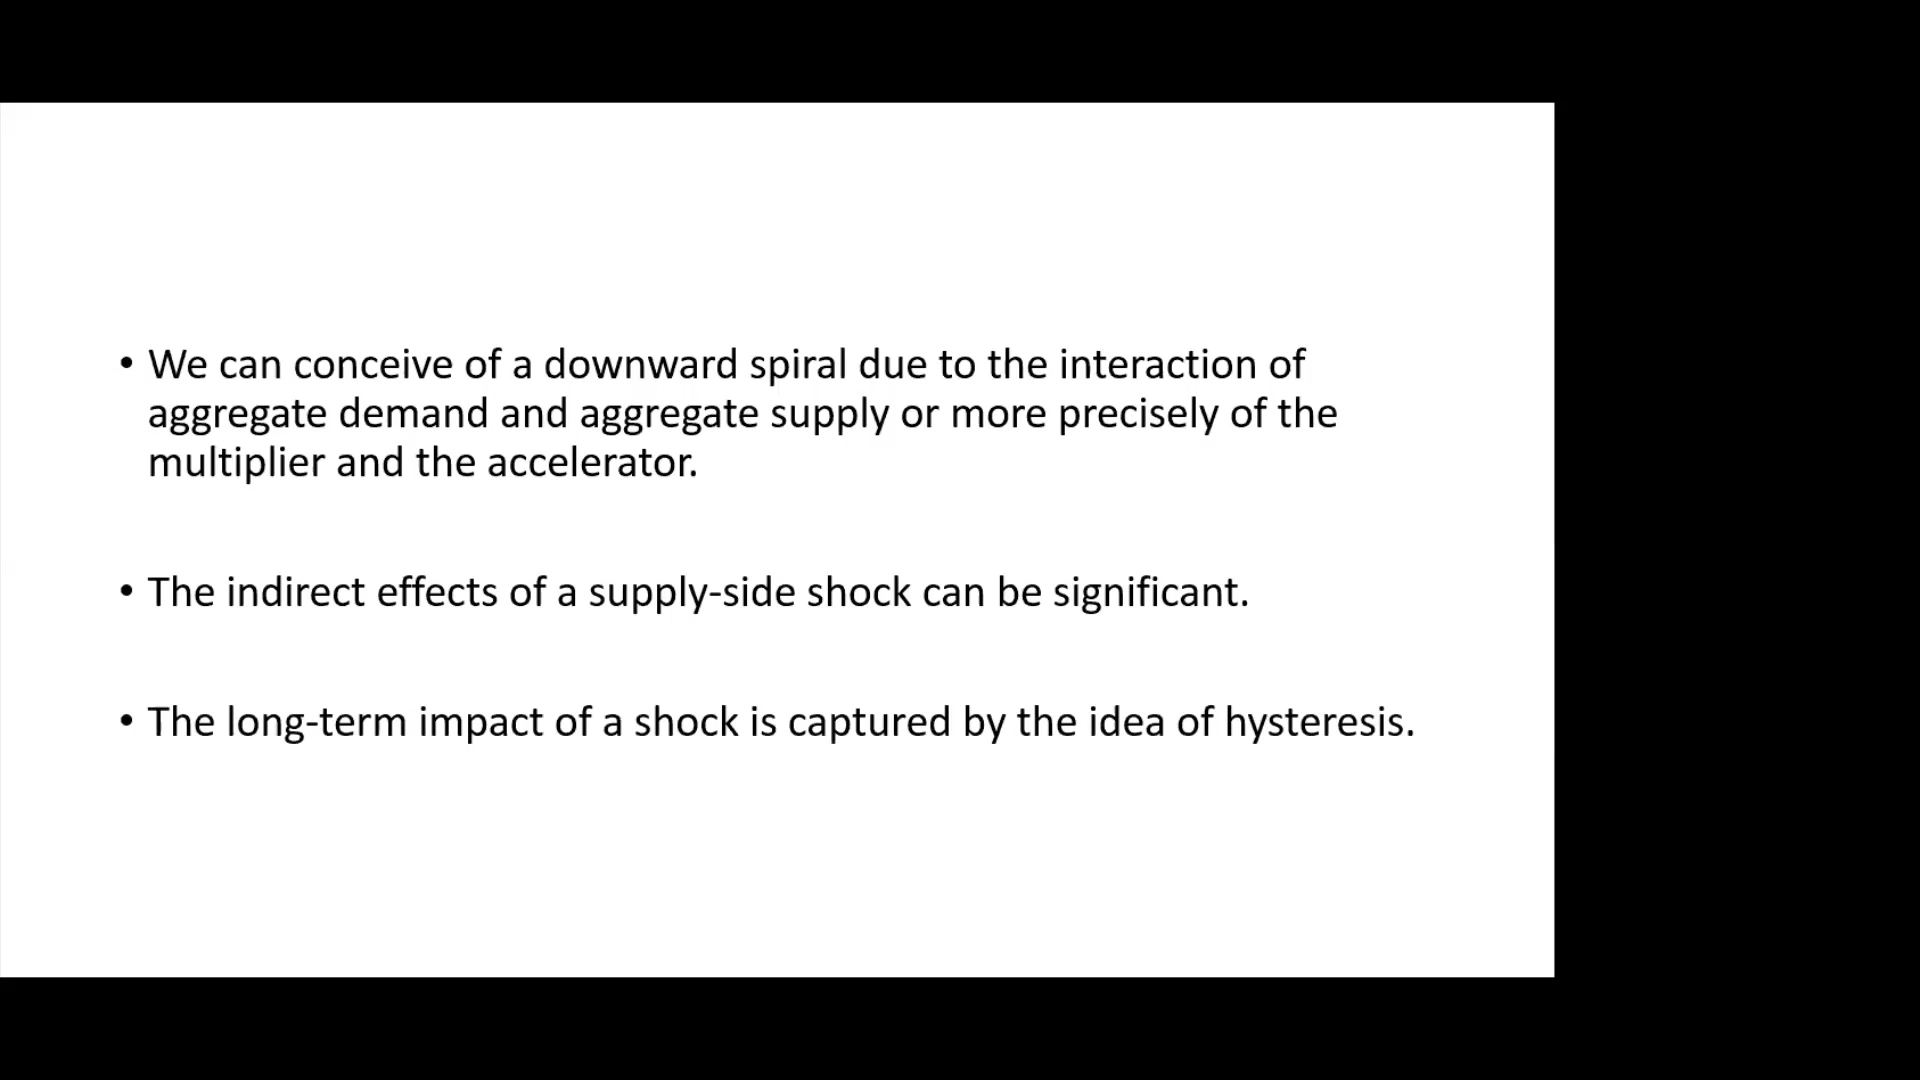 • We can conceive of a downward spiral due to the interaction of
aggregate demand and aggregate supply or more precisely of the
multiplier and the accelerator.
• The indirect effects of a supply-side shock can be significant.
• The long-term impact of a shock is captured by the idea of hysteresis.